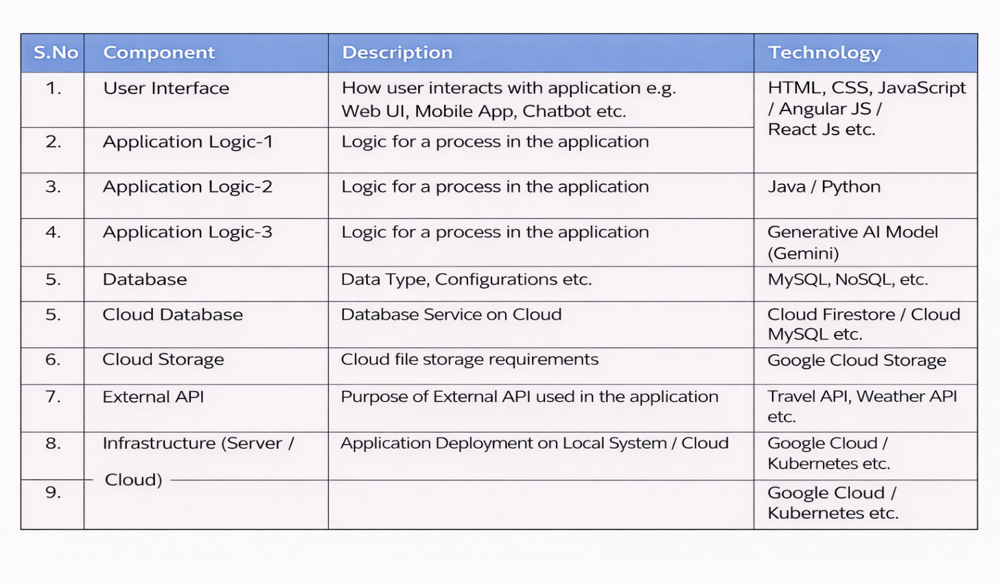 S.No Component Description Technology
1. User Interface How user interacts with application e.g. HTML, CSS, JavaScript
Web UI, Mobile App, Chatbot etc. / Angular JS /
React Js etc.
2. Application Logic-1 Logic for a process in the application
3. Application Logic-2 Logic for a process in the application Java / Python
4. Application Logic-3 Logic for a process in the application Generative AI Model
(Gemini)
5. Database Data Type, Configurations etc. MySQL, NoSQL, etc.
5. Cloud Database Database Service on Cloud Cloud Firestore / Cloud
MySQL etc.
6. Cloud Storage Cloud file storage requirements Google Cloud Storage
7. External API Purpose of External API used in the application Travel API, Weather API
etc.
8. Infrastructure (Server / Application Deployment on Local System / Cloud Google Cloud /
Kubernetes etc.
Cloud)
9. Google Cloud /
Kubernetes etc.